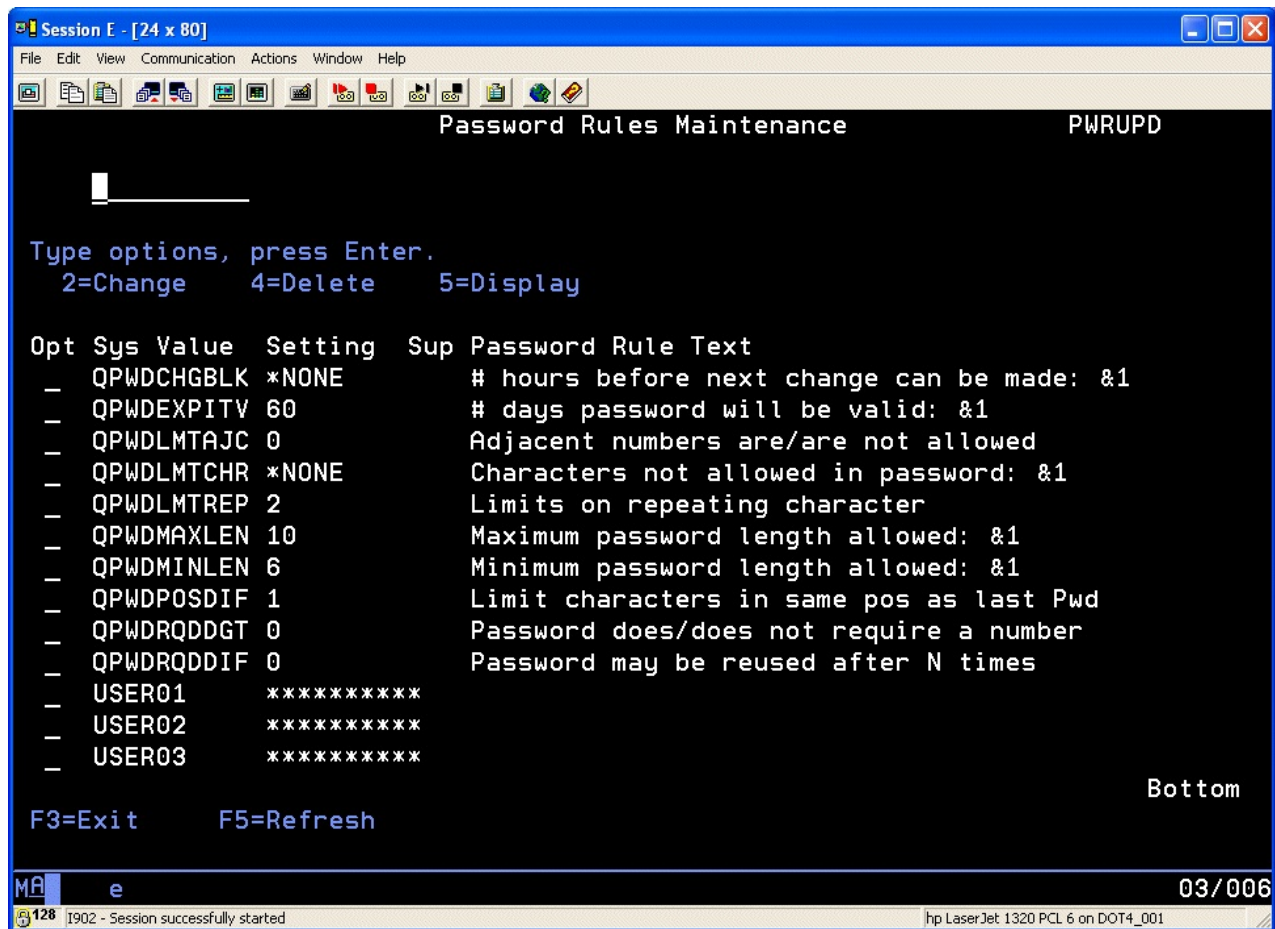 Session E - [24 x 80]
File Edit View Communication Actions Window Help
Password Rules Maintenance PWRUPD
Type options, press Enter.
2=Change 4=Delete 5=Display
Opt Sys Value Setting Sup Password Rule Text
_ QPWDCHGBLK *NONE # hours before next change can be made: &1
_ QPWDEXPITV 60 # days password will be valid: &1
_ QPWDLMTAJC 0 Adjacent numbers are/are not allowed
_ QPWDLMTCHR *NONE Characters not allowed in password: &1
_ QPWDLMTREP 2 Limits on repeating character
_ QPWDMAXLEN 10 Maximum password length allowed: &1
_ QPWDMINLEN 6 Minimum password length allowed: &1
_ QPWDPOSDIF 1 Limit characters in same pos as last Pwd
_ QPWDRQDDGT 0 Password does/does not require a number
_ QPWDRQDDIF 0 Password may be reused after N times
_ USER01 **********
_ USER02 **********
_ USER03 **********
Bottom
F3=Exit F5=Refresh
MA e 03/006
128 I902 - Session successfully started hp LaserJet 1320 PCL 6 on DOT4_001